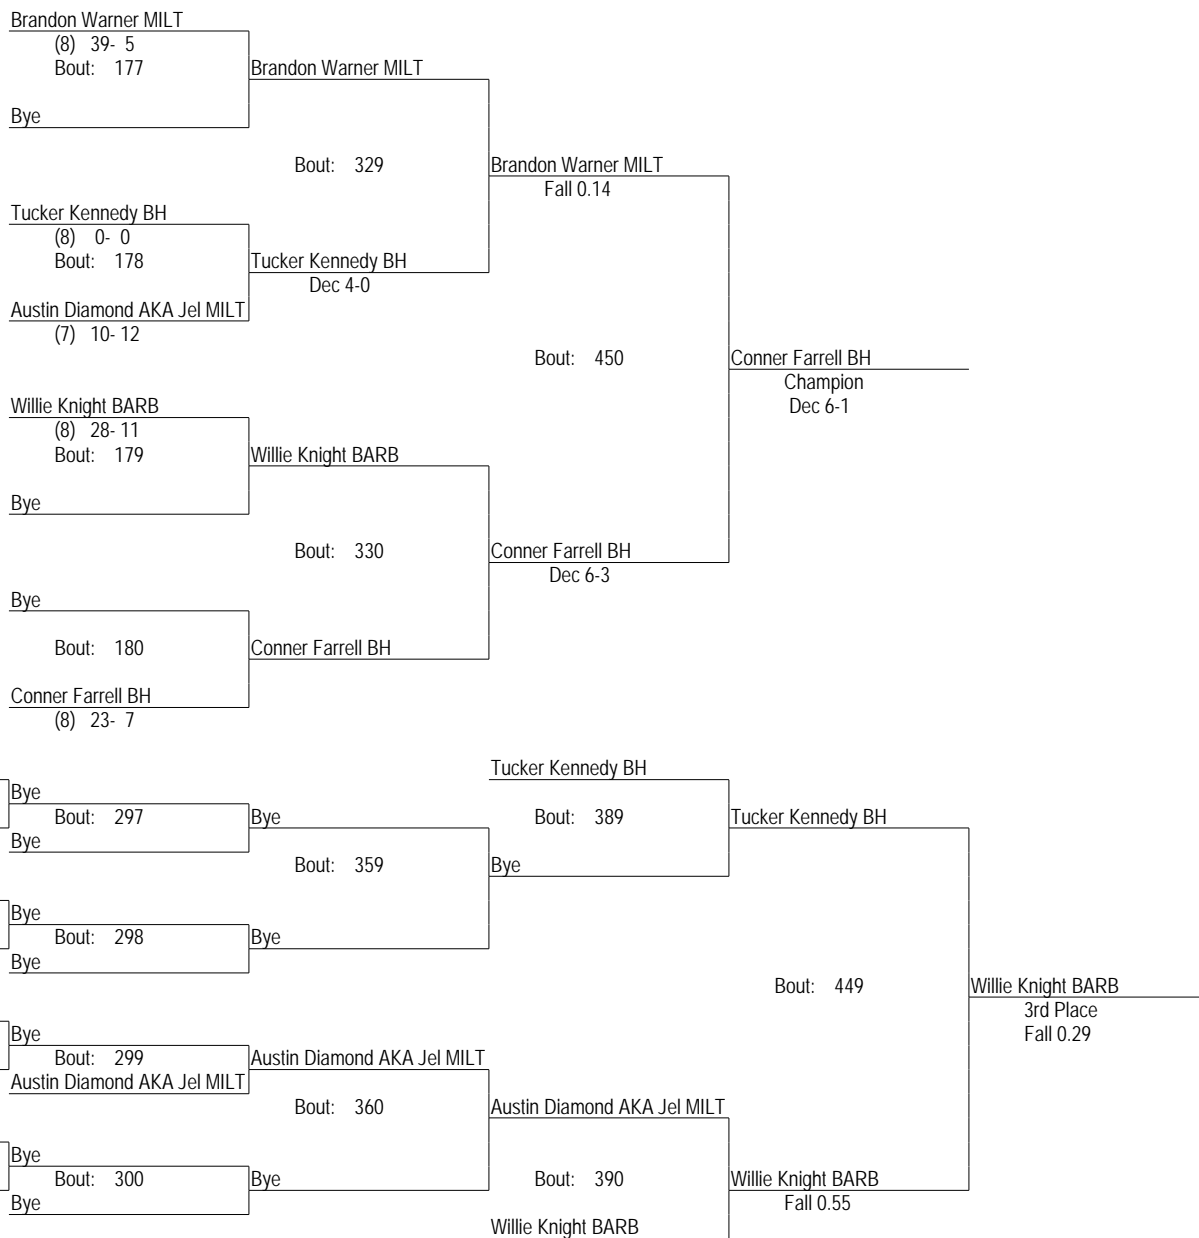 Brandon Warner MILT
(8) 39- 5
Bout: 177
Brandon Warner MILT
Bye
Bout: 329
Brandon Warner MILT
Fall 0.14
Tucker Kennedy BH
(8) 0- 0
Bout: 178
Tucker Kennedy BH
Dec 4-0
Austin Diamond AKA Jel MILT
(7) 10- 12
Bout: 450
Conner Farrell BH
Champion
Dec 6-1
Willie Knight BARB
(8) 28- 11
Bout: 179
Willie Knight BARB
Bye
Bout: 330
Conner Farrell BH
Dec 6-3
Bye
Bout: 180
Conner Farrell BH
Conner Farrell BH
(8) 23- 7
Tucker Kennedy BH
Bye
Bout: 297
Bye
Bout: 389
Tucker Kennedy BH
Bye
Bout: 359
Bye
Bye
Bout: 298
Bye
Bye
Bout: 449
Willie Knight BARB
3rd Place
Fall 0.29
Bye
Bout: 299
Austin Diamond AKA Jel MILT
Austin Diamond AKA Jel MILT
Bout: 360
Austin Diamond AKA Jel MILT
Bye
Bout: 300
Bye
Bout: 390
Willie Knight BARB
Fall 0.55
Bye
Willie Knight BARB